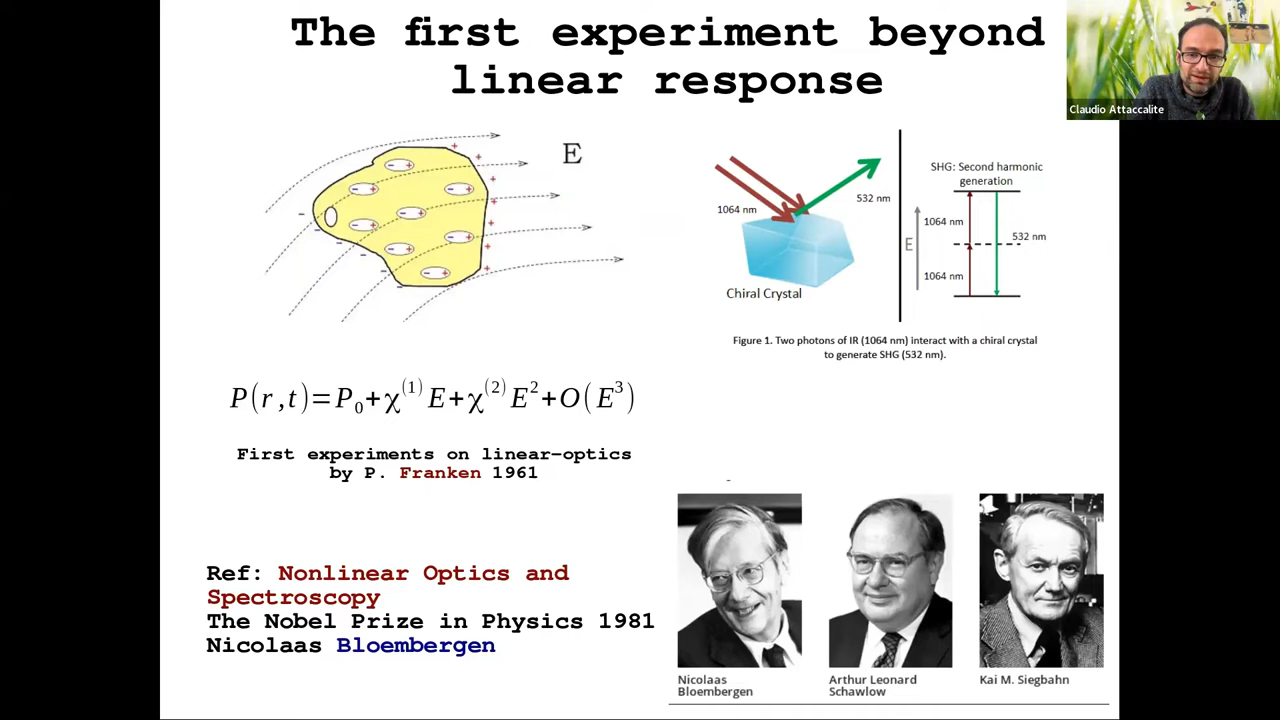 The first experiment beyond
linear response
Claudio Attaccalite
E
1064 nm
532 nm
Chiral Crystal
SHG: Second harmonic
generation
E
1064 nm
532 nm
1064 nm
Figure 1. Two photons of IR (1064 nm) interact with a chiral crystal
to generate SHG (532 nm).
P(r,t)=P₀+χ⁽¹⁾E+χ⁽²⁾E²+O(E³)
First experiments on linear-optics
by P. Franken 1961
Ref: Nonlinear Optics and
Spectroscopy
The Nobel Prize in Physics 1981
Nicolaas Bloembergen
Nicolaas
Bloembergen
Arthur Leonard
Schawlow
Kai M. Siegbahn